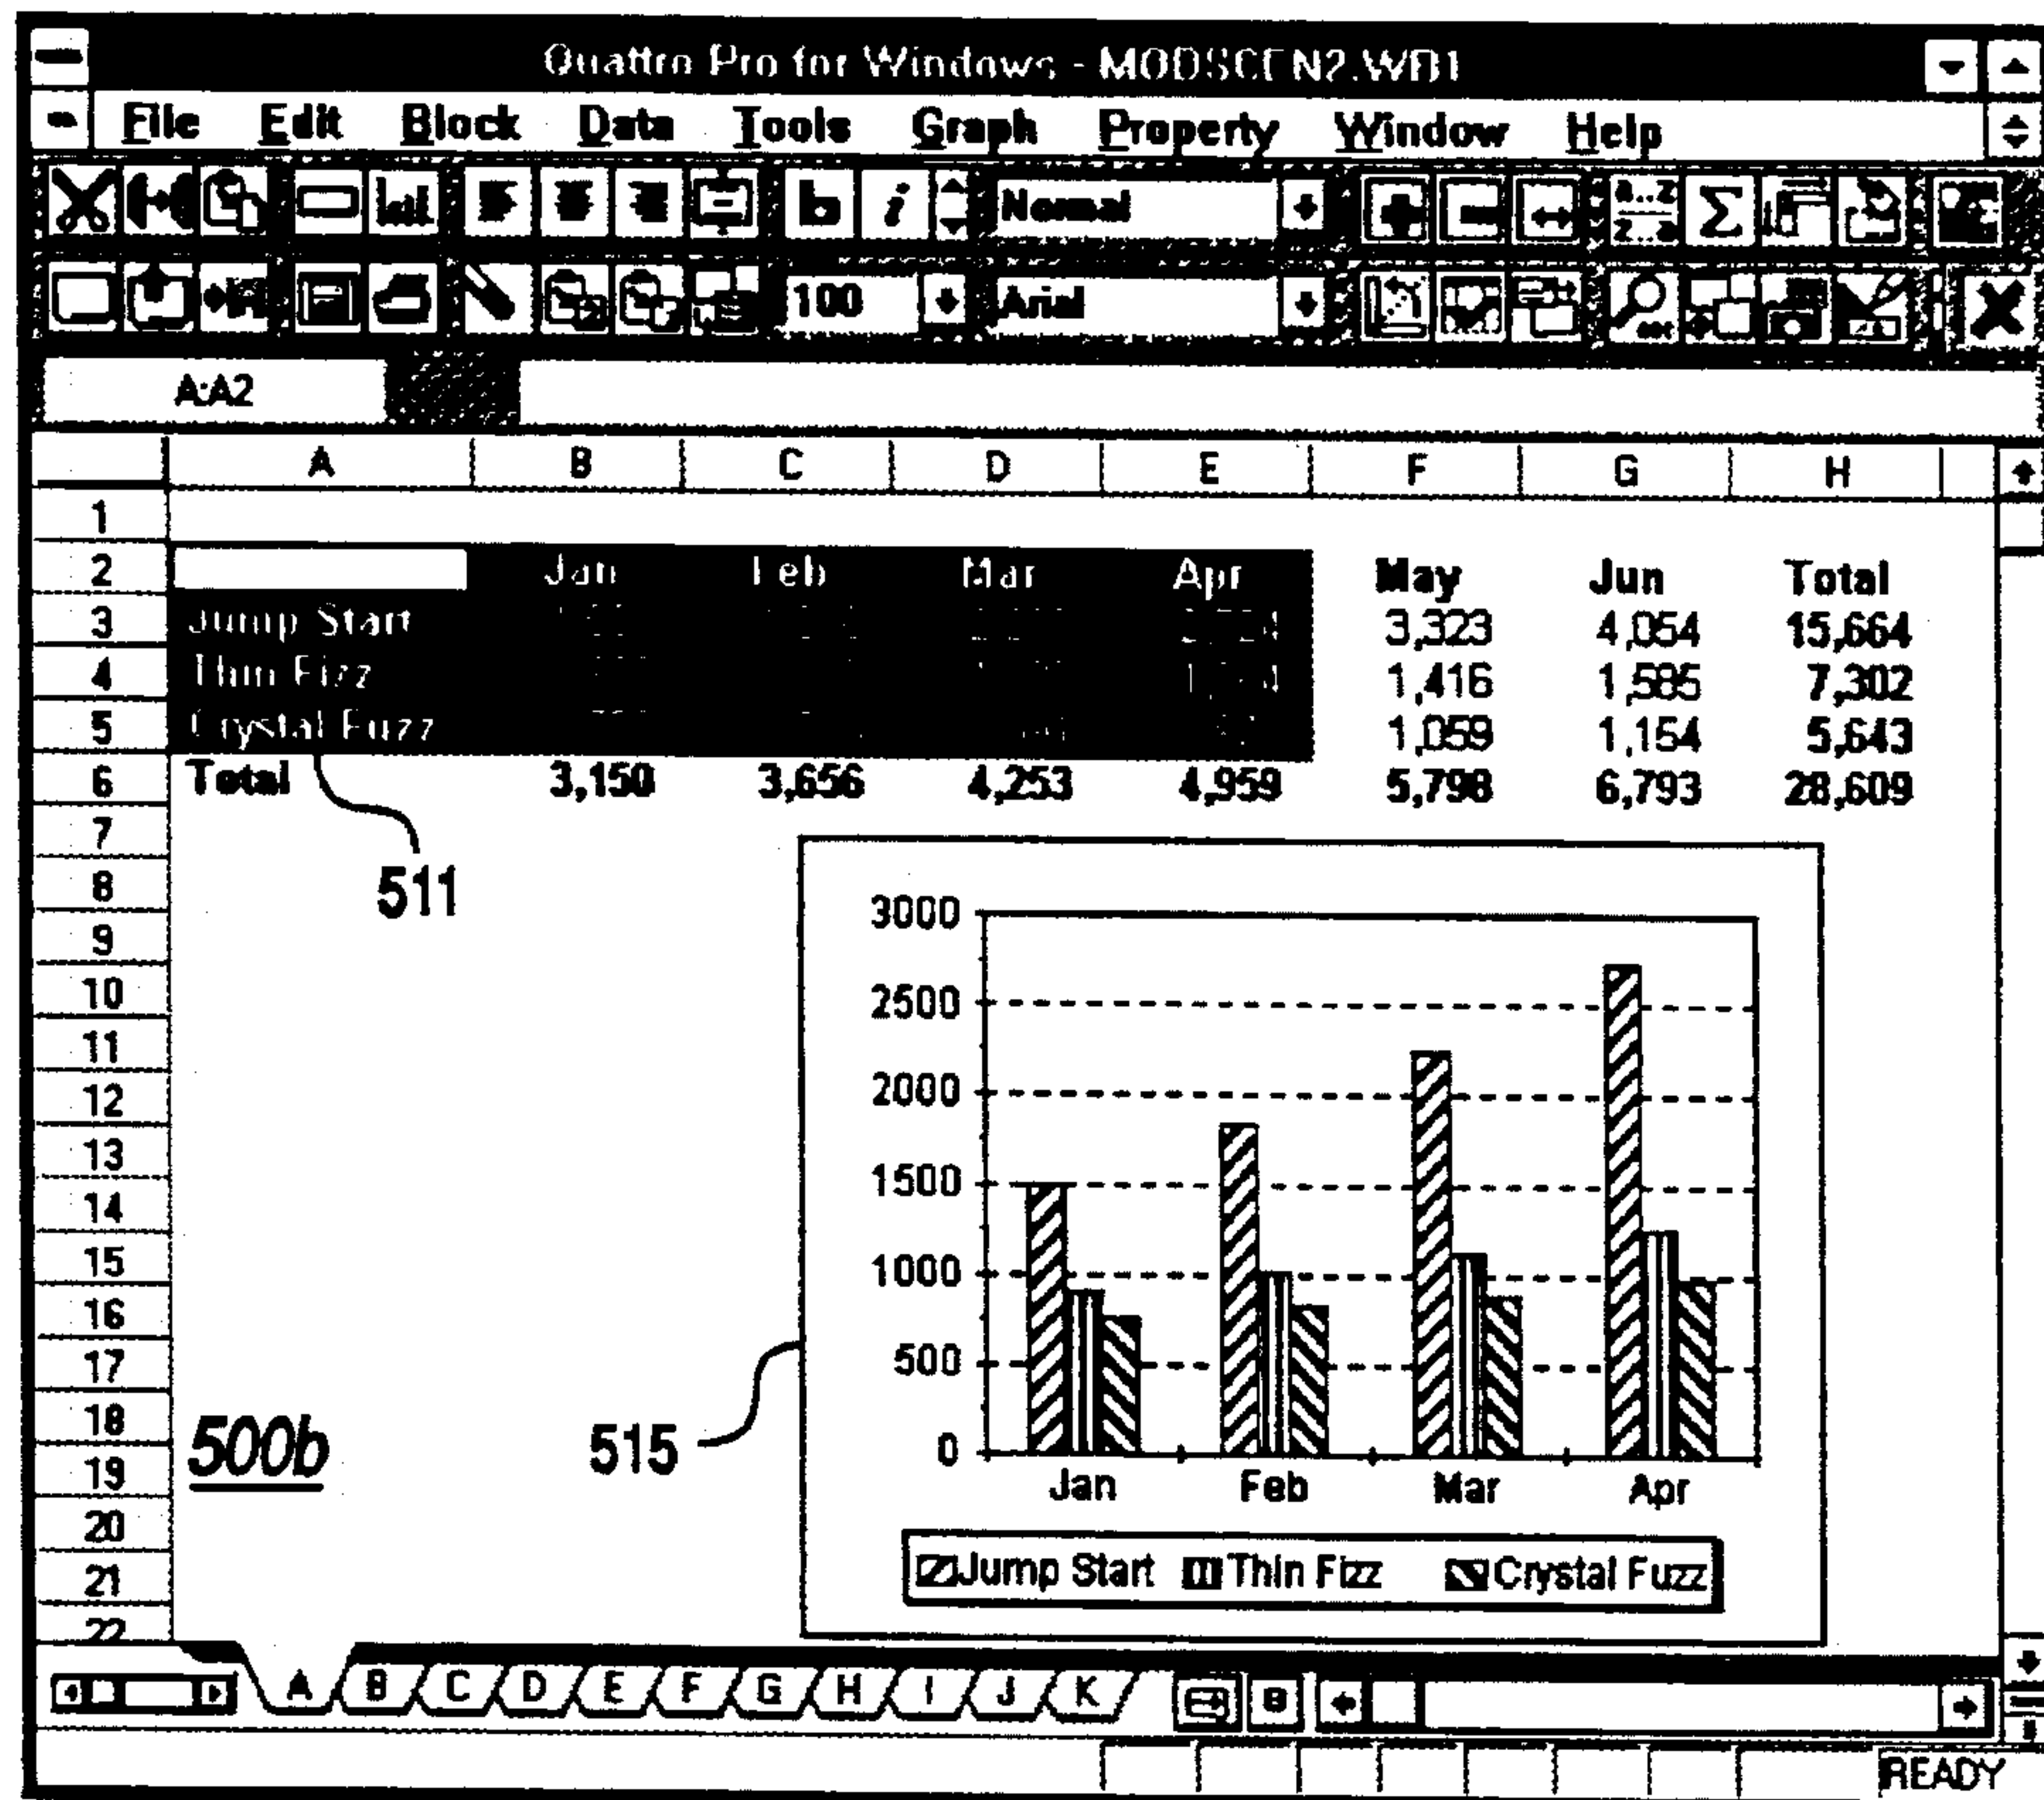 Quattro Pro for Windows - MODSCEN2.WB1
File Edit Block Data Tools Graph Property Window Help
b i Normal a..z z..a Σ
100 Arial
A:A2
A B C D E F G H
1
2 Jan Feb Mar Apr May Jun Total
3 Jump Start 3,323 4,054 15,664
4 Thin Fizz 1,416 1,585 7,302
5 Crystal Fuzz 1,059 1,154 5,643
6 Total 3,150 3,656 4,253 4,959 5,798 6,793 28,609
7
8 511
9 3000
10
11 2500
12 2000
13
14 1500
15 1000
16
17 500
18 500b 515
19 0
Jan Feb Mar Apr
20
21 Jump Start Thin Fizz Crystal Fuzz
22
A B C D E F G H I J K
READY